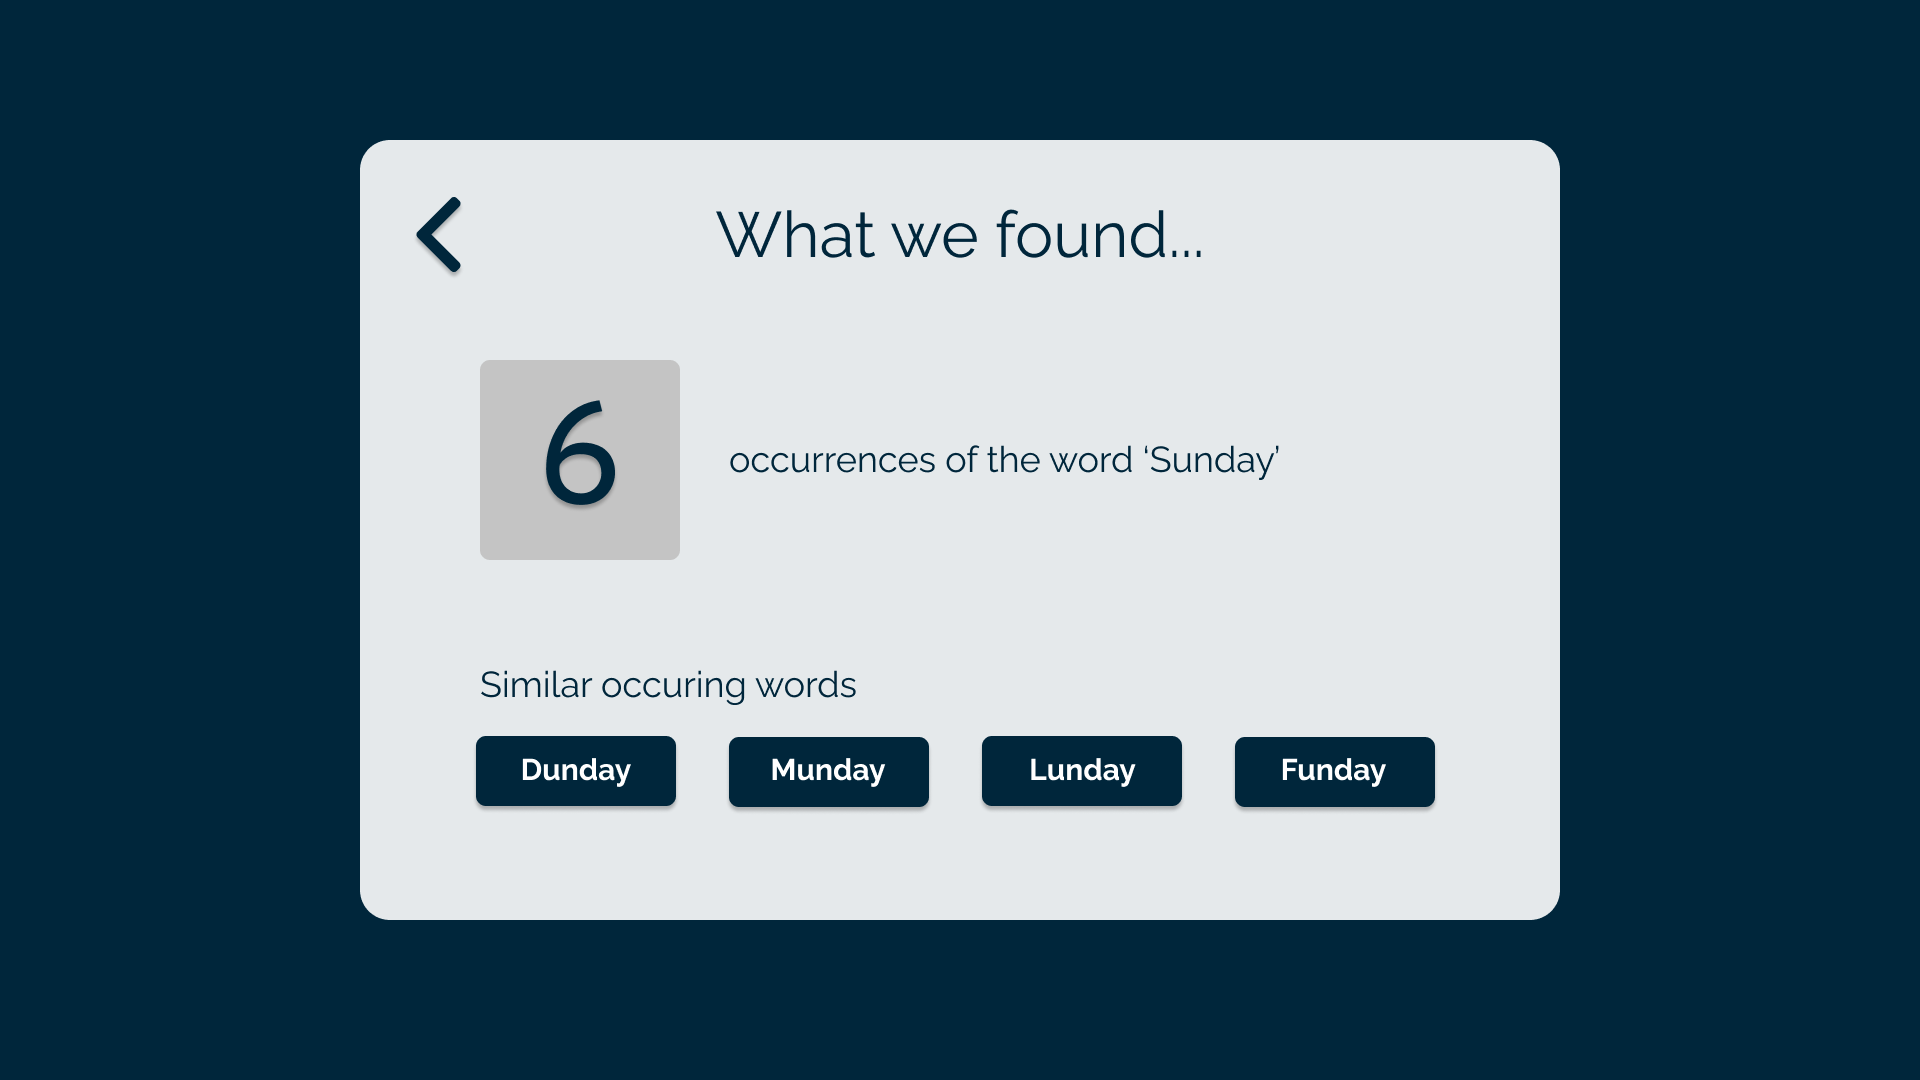 What we found...
6
occurrences of the word ‘Sunday’
Similar occuring words
Dunday
Munday
Lunday
Funday